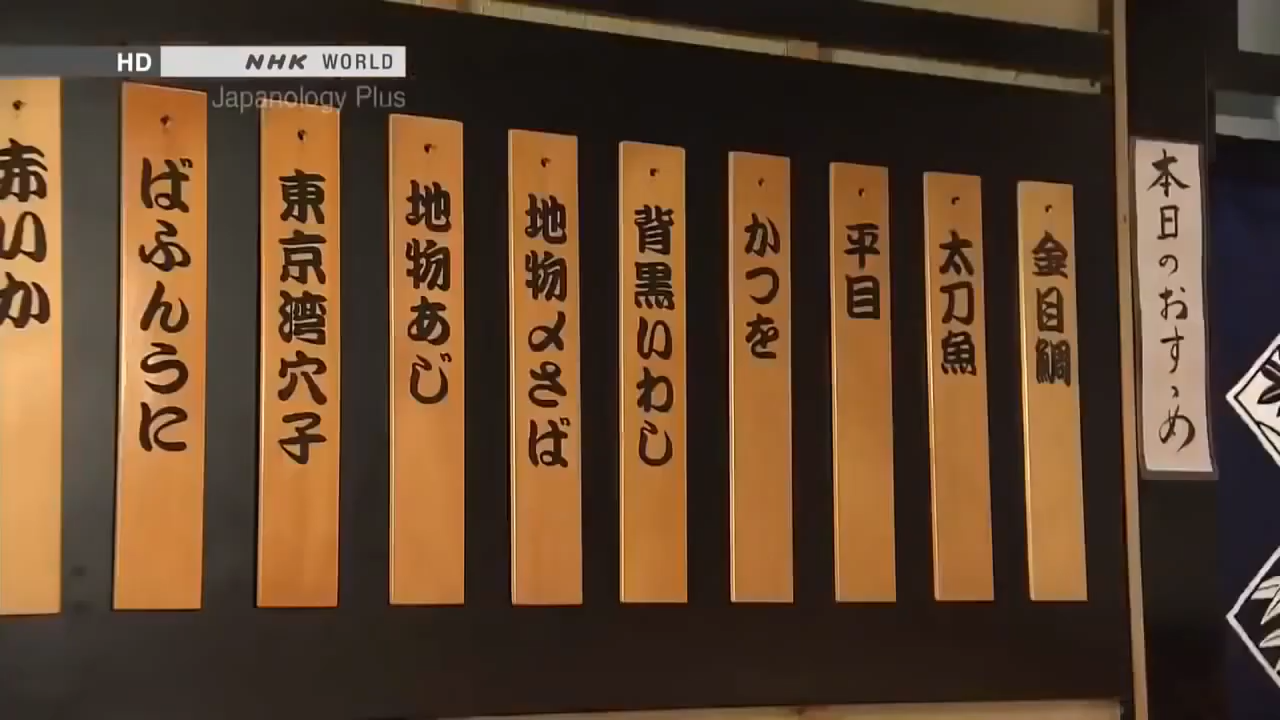 HD NHK WORLD
Japanology Plus
本日のおすゝめ
金目鯛
太刀魚
平目
かつを
背黒いわし
地物〆さば
地物あじ
東京湾穴子
ばふんうに
赤いか